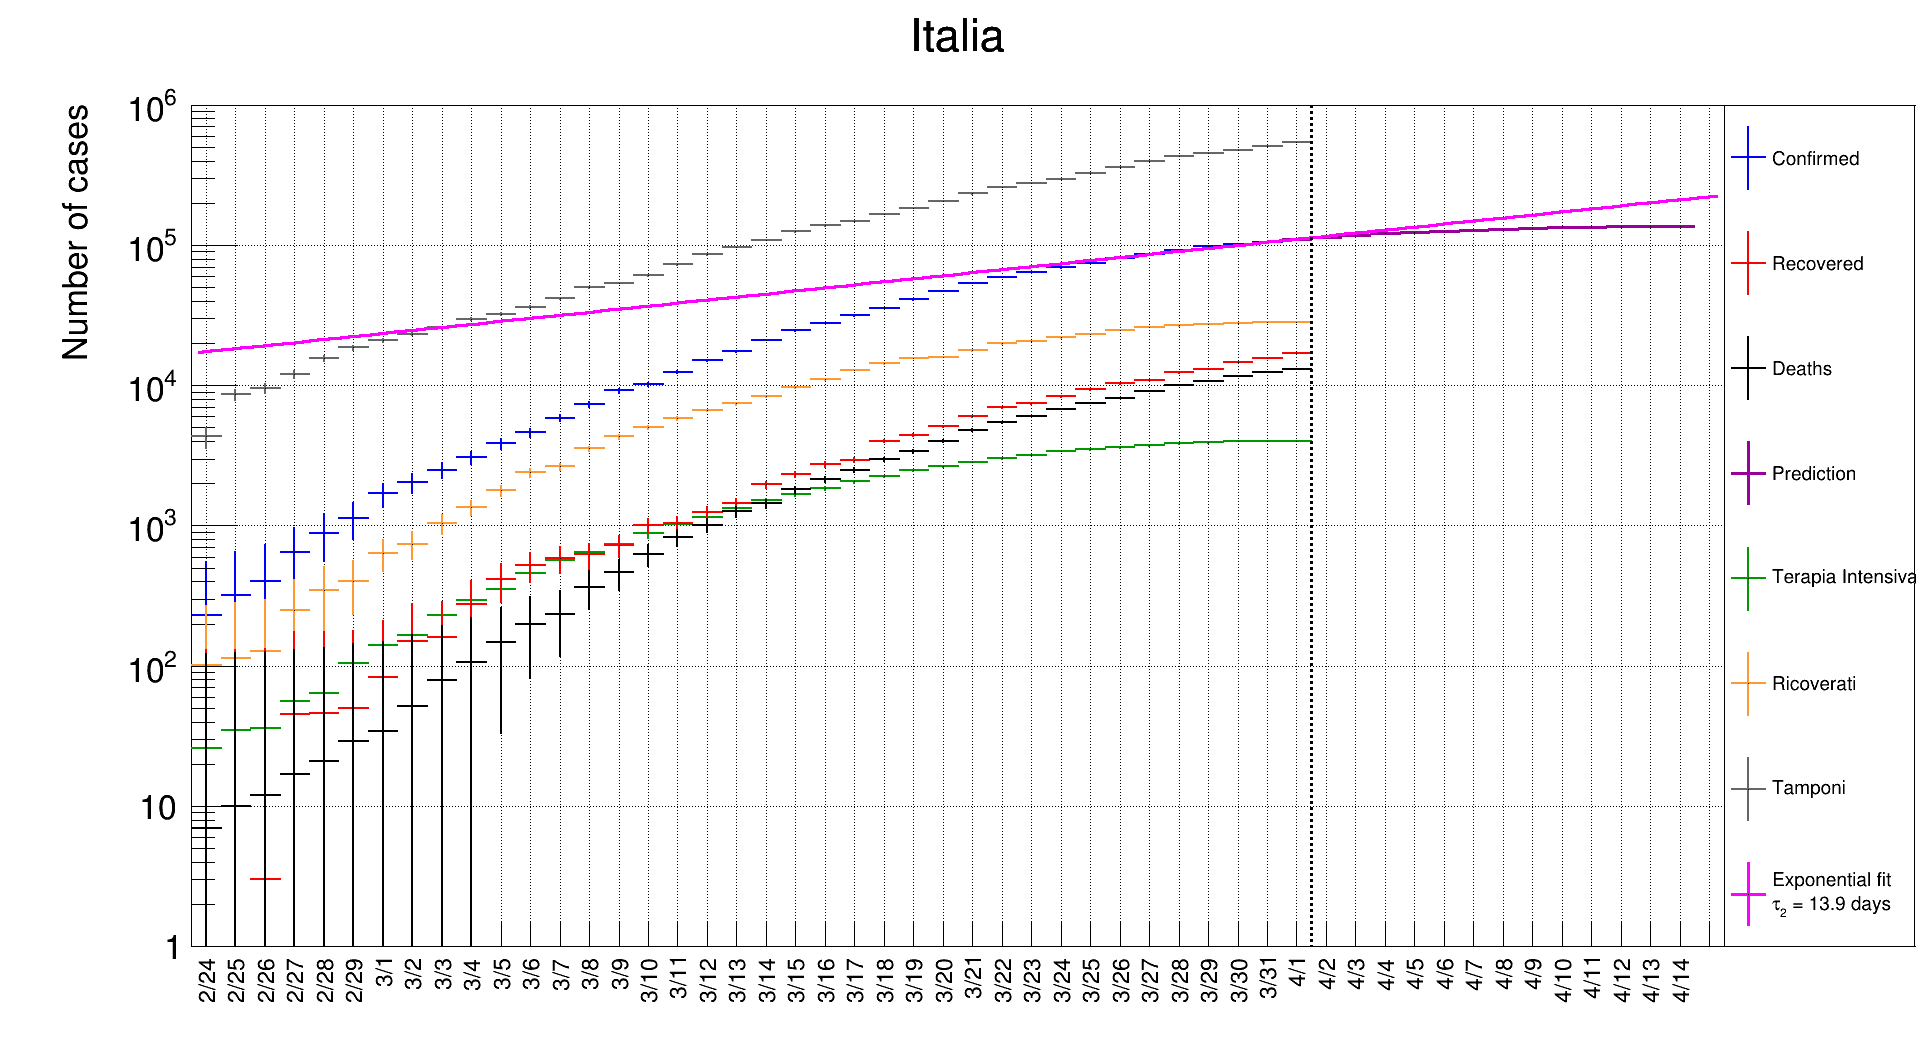 Italia
Number of cases
10^6
10^5
10^4
10^3
10^2
10
1
2/24 2/25 2/26 2/27 2/28 2/29 3/1 3/2 3/3 3/4 3/5 3/6 3/7 3/8 3/9 3/10 3/11 3/12 3/13 3/14 3/15 3/16 3/17 3/18 3/19 3/20 3/21 3/22 3/23 3/24 3/25 3/26 3/27 3/28 3/29 3/30 3/31 4/1 4/2 4/3 4/4 4/5 4/6 4/7 4/8 4/9 4/10 4/11 4/12 4/13 4/14
Confirmed
Recovered
Deaths
Prediction
Terapia Intensiva
Ricoverati
Tamponi
Exponential fit
τ₂ = 13.9 days